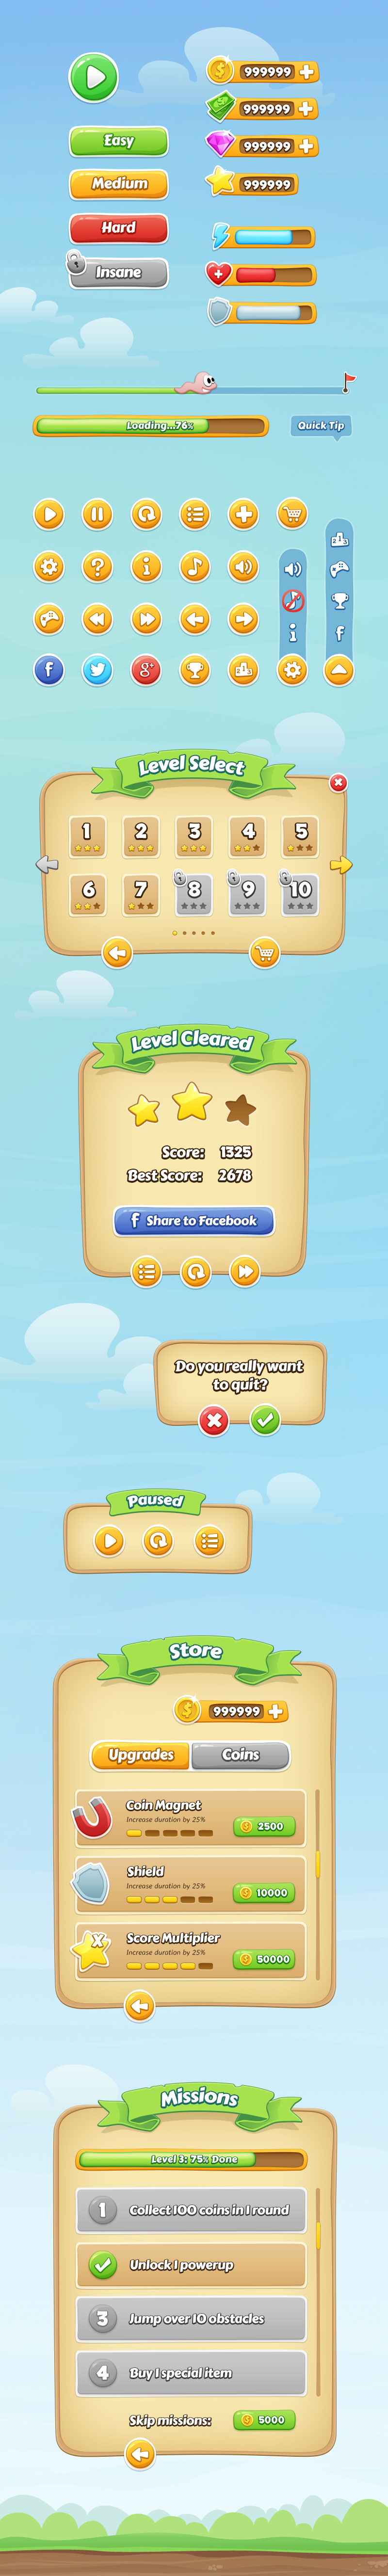 999999
999999
Easy
999999
Medium
999999
Hard
Insane
Loading...76%
Quick Tip
f
f
g+
Level Select
1 2 3 4 5
6 7 8 9 10
Level Cleared
Score: 1325
Best Score: 2678
f Share to Facebook
Do you really want
to quit?
Paused
Store
999999
Upgrades Coins
Coin Magnet
Increase duration by 25%
2500
Shield
Increase duration by 25%
10000
X
Score Multiplier
Increase duration by 25%
50000
Missions
Level 3: 75% Done
1 Collect 100 coins in 1 round
Unlock 1 powerup
3 Jump over 10 obstacles
4 Buy 1 special item
Skip missions: 5000